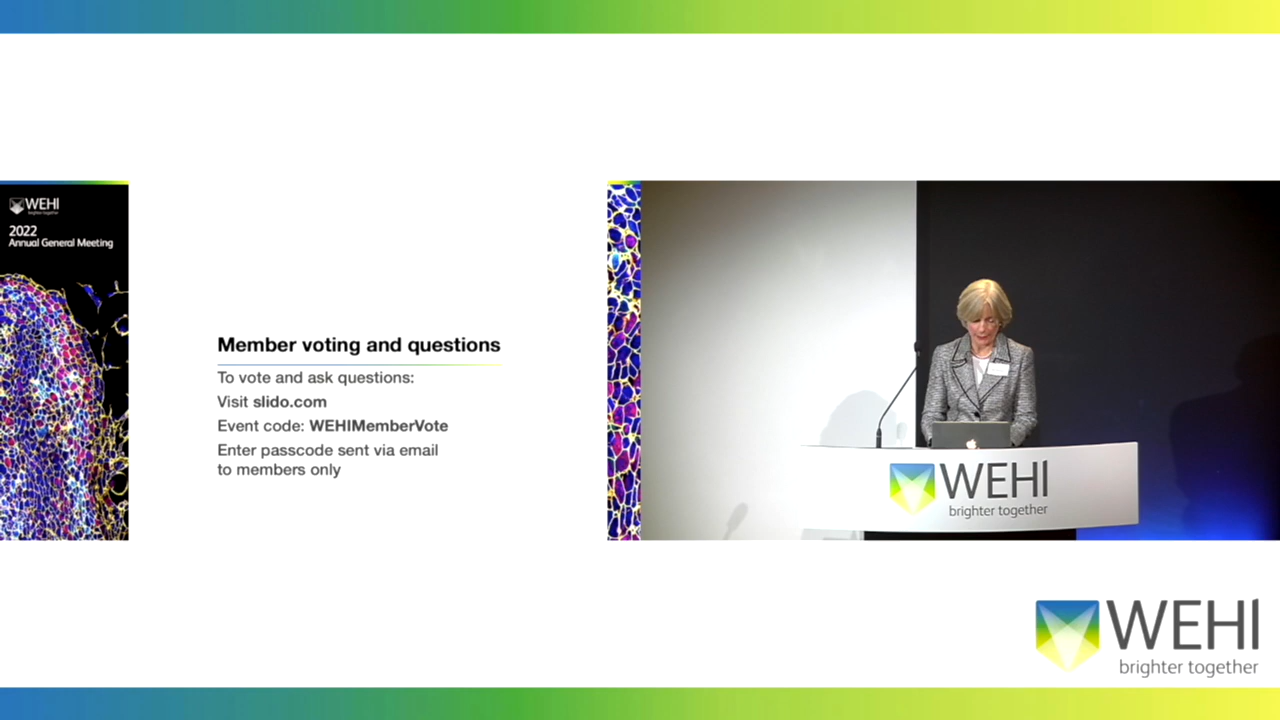 WEHI
brighter together
2022
Annual General Meeting
Member voting and questions
To vote and ask questions:
Visit slido.com
Event code: WEHIMemberVote
Enter passcode sent via email
to members only
WEHI
brighter together
WEHI
brighter together